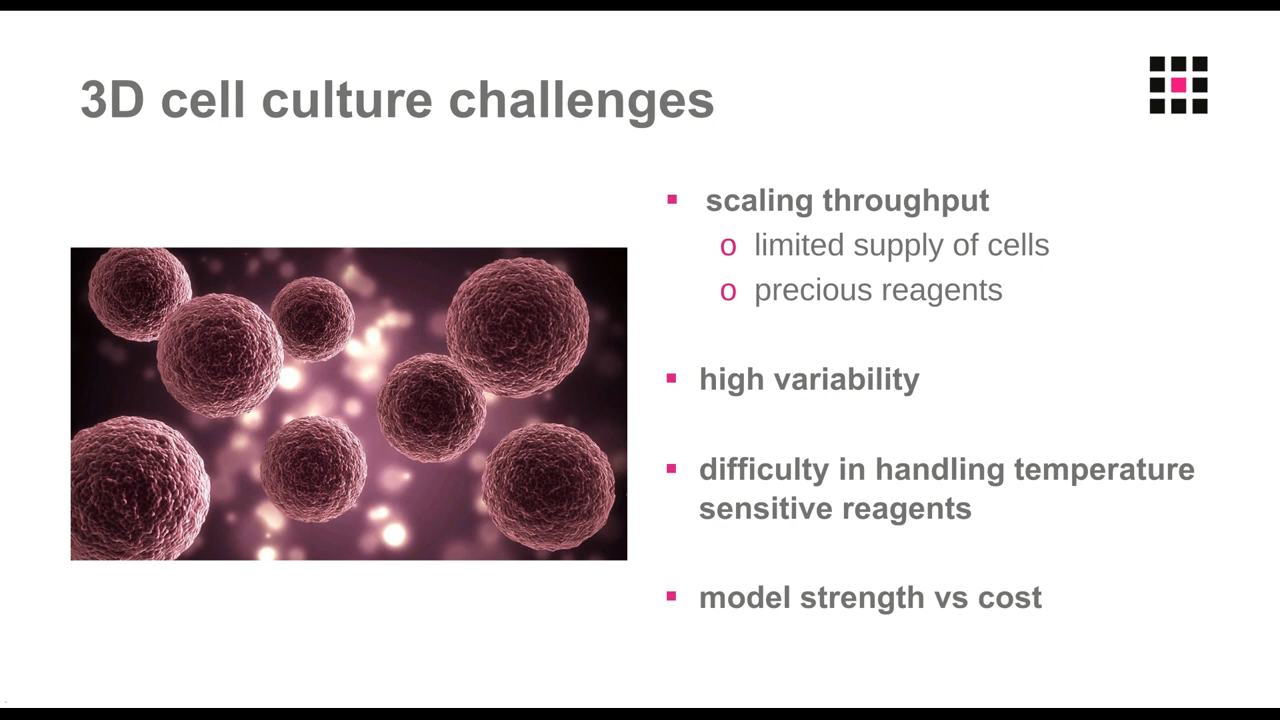 3D cell culture challenges
▪ scaling throughput
o limited supply of cells
o precious reagents
▪ high variability
▪ difficulty in handling temperature
sensitive reagents
▪ model strength vs cost